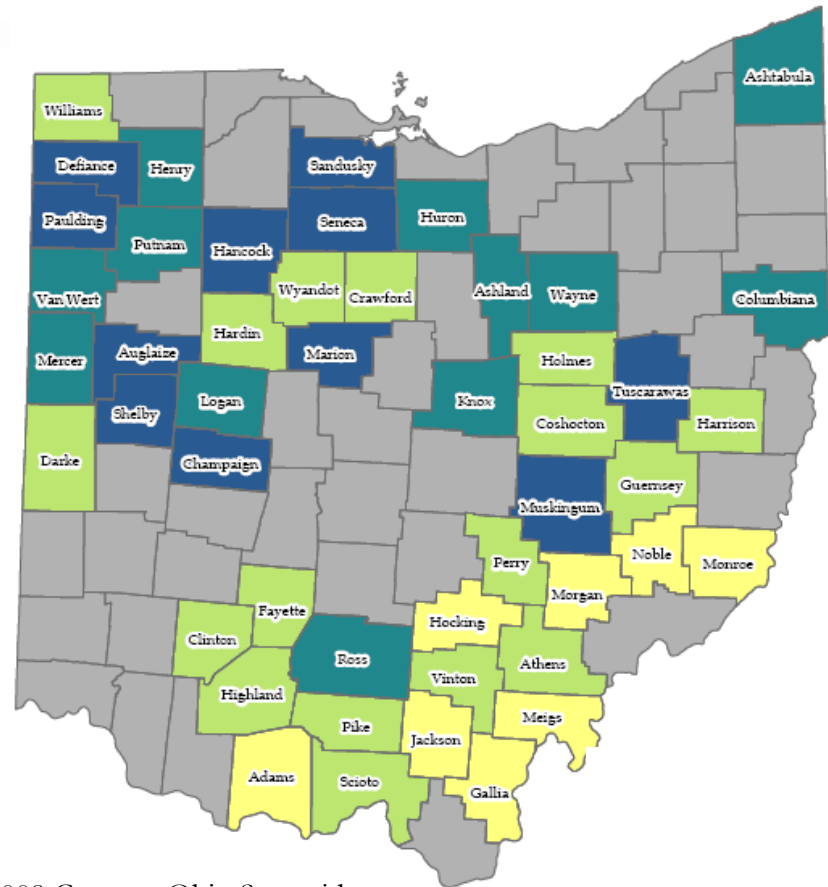 Ashtabula
Williams
Defiance
Henry
Sandusky
Paulding
Seneca
Huron
Putnam
Hancock
Van Wert
Wyandot
Crawford
Ashland
Wayne
Columbiana
Hardin
Mercer
Auglaize
Marion
Holmes
Tuscarawas
Logan
Knox
Shelby
Coshocton
Harrison
Darke
Champaign
Guernsey
Muskingum
Noble
Monroe
Perry
Morgan
Fayette
Hocking
Clinton
Ross
Athens
Vinton
Highland
Meigs
Pike
Jackson
Adams
Scioto
Gallia